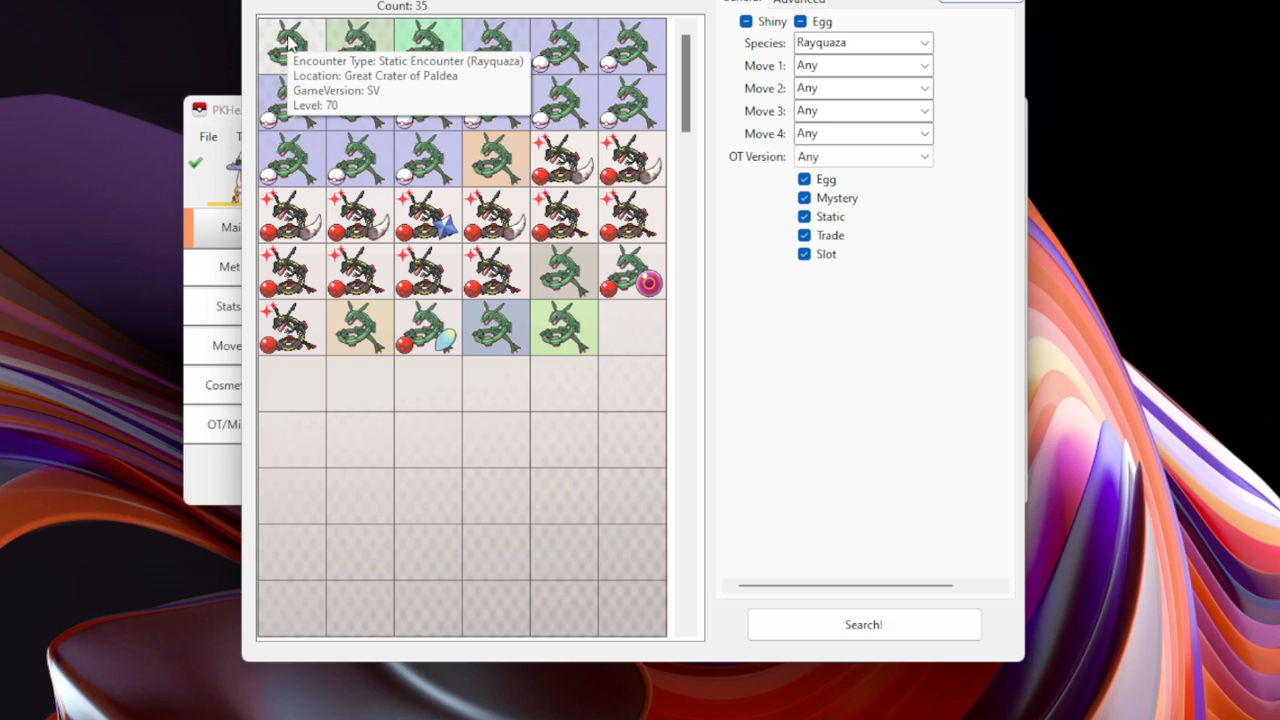 General Advanced
Count: 35
Shiny Egg
Species: Rayquaza
Move 1: Any
Move 2: Any
Move 3: Any
Move 4: Any
OT Version: Any
Egg
Mystery
Static
Trade
Slot
Search!
Encounter Type: Static Encounter (Rayquaza)
Location: Great Crater of Paldea
GameVersion: SV
Level: 70
PKHe
File T
Mai
Met
Stats
Move
Cosme
OT/Mi